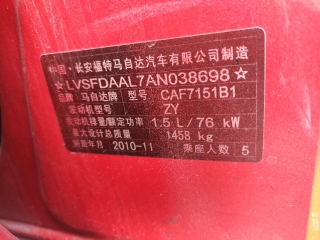 中国·长安福特马自达汽车有限公司制造
★LVSFDAAL7AN038698★
品牌 马自达牌 型号 CAF7151B1
发动机型号 ZY
发动机排量/额定功率 1.5 L/76 kW
最大设计总质量 1458 kg
制造年月 2010-11 乘座人数 5